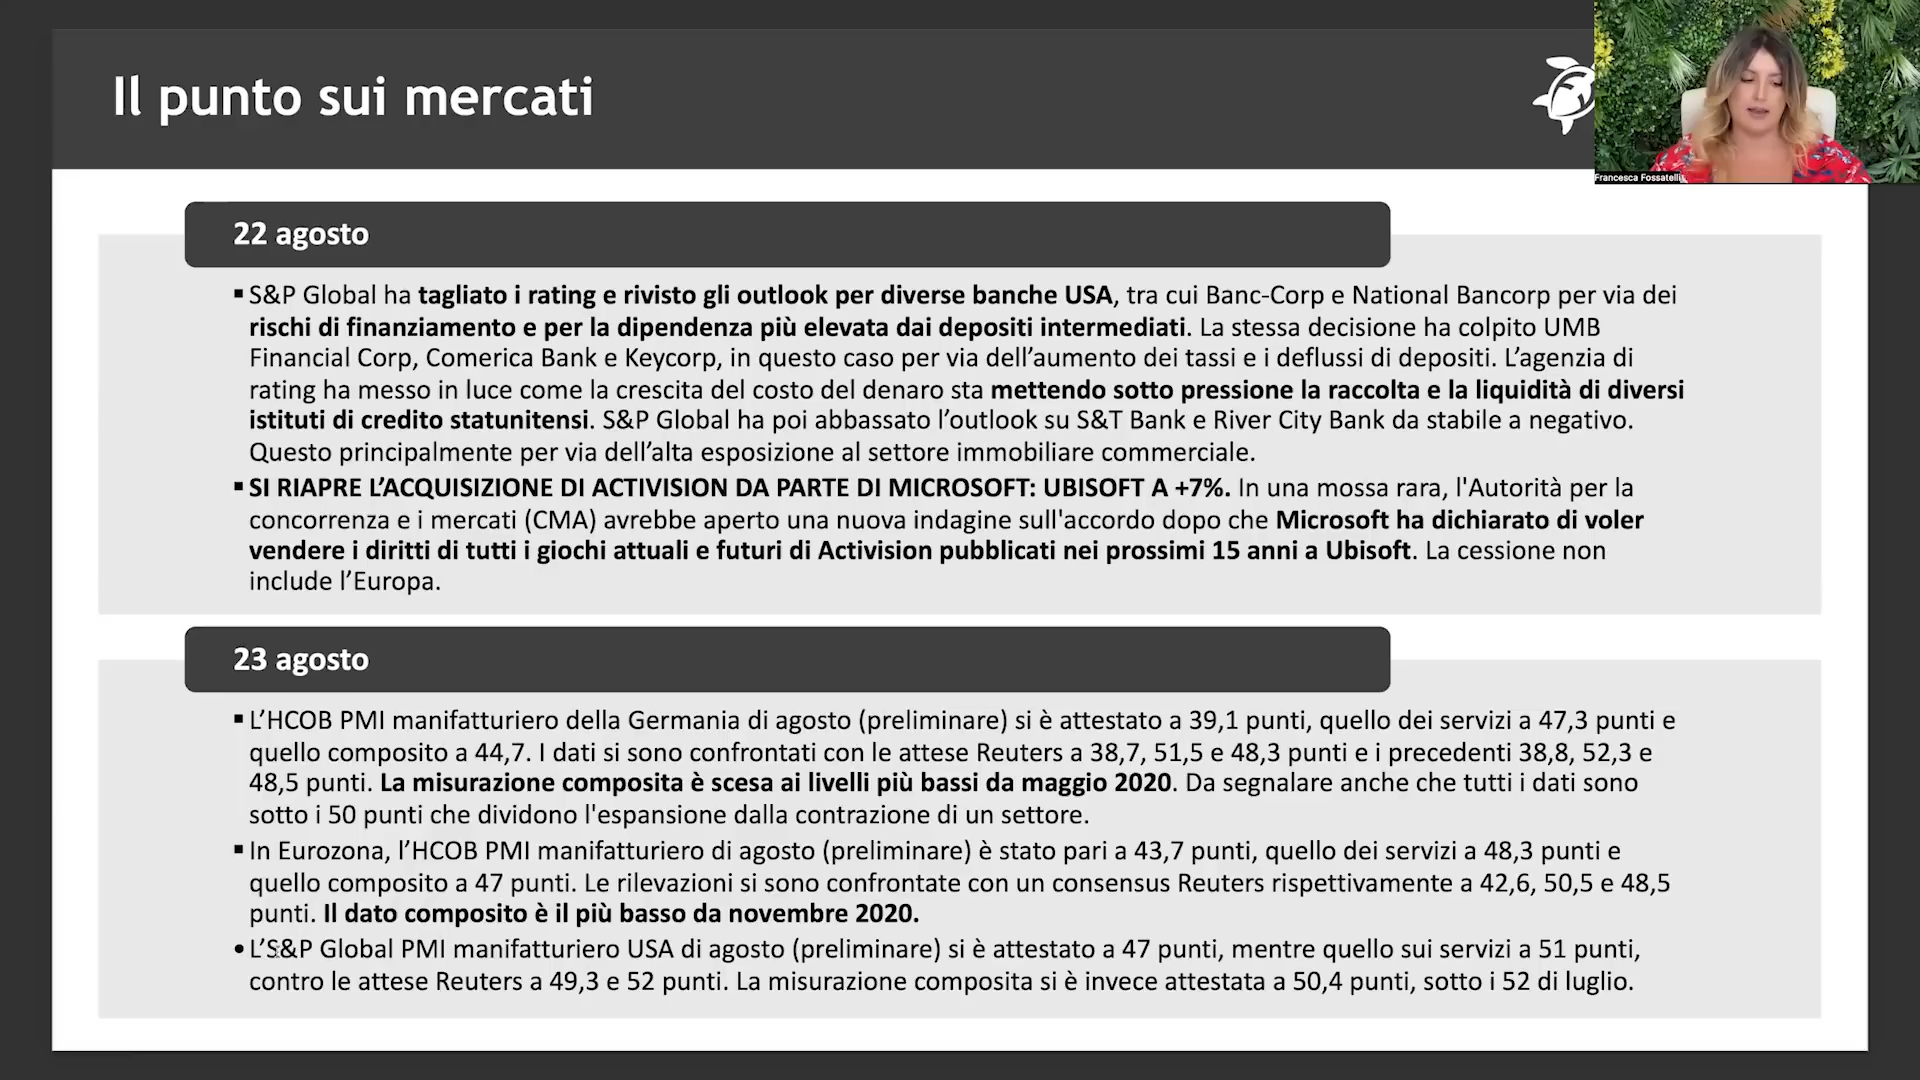 Il punto sui mercati
Francesca Fossatelli
22 agosto
▪ S&P Global ha tagliato i rating e rivisto gli outlook per diverse banche USA, tra cui Banc-Corp e National Bancorp per via dei
rischi di finanziamento e per la dipendenza più elevata dai depositi intermediati. La stessa decisione ha colpito UMB
Financial Corp, Comerica Bank e Keycorp, in questo caso per via dell’aumento dei tassi e i deflussi di depositi. L’agenzia di
rating ha messo in luce come la crescita del costo del denaro sta mettendo sotto pressione la raccolta e la liquidità di diversi
istituti di credito statunitensi. S&P Global ha poi abbassato l’outlook su S&T Bank e River City Bank da stabile a negativo.
Questo principalmente per via dell’alta esposizione al settore immobiliare commerciale.
▪ SI RIAPRE L’ACQUISIZIONE DI ACTIVISION DA PARTE DI MICROSOFT: UBISOFT A +7%. In una mossa rara, l'Autorità per la
concorrenza e i mercati (CMA) avrebbe aperto una nuova indagine sull'accordo dopo che Microsoft ha dichiarato di voler
vendere i diritti di tutti i giochi attuali e futuri di Activision pubblicati nei prossimi 15 anni a Ubisoft. La cessione non
include l’Europa.
23 agosto
▪ L’HCOB PMI manifatturiero della Germania di agosto (preliminare) si è attestato a 39,1 punti, quello dei servizi a 47,3 punti e
quello composito a 44,7. I dati si sono confrontati con le attese Reuters a 38,7, 51,5 e 48,3 punti e i precedenti 38,8, 52,3 e
48,5 punti. La misurazione composita è scesa ai livelli più bassi da maggio 2020. Da segnalare anche che tutti i dati sono
sotto i 50 punti che dividono l'espansione dalla contrazione di un settore.
▪ In Eurozona, l’HCOB PMI manifatturiero di agosto (preliminare) è stato pari a 43,7 punti, quello dei servizi a 48,3 punti e
quello composito a 47 punti. Le rilevazioni si sono confrontate con un consensus Reuters rispettivamente a 42,6, 50,5 e 48,5
punti. Il dato composito è il più basso da novembre 2020.
• L’S&P Global PMI manifatturiero USA di agosto (preliminare) si è attestato a 47 punti, mentre quello sui servizi a 51 punti,
contro le attese Reuters a 49,3 e 52 punti. La misurazione composita si è invece attestata a 50,4 punti, sotto i 52 di luglio.